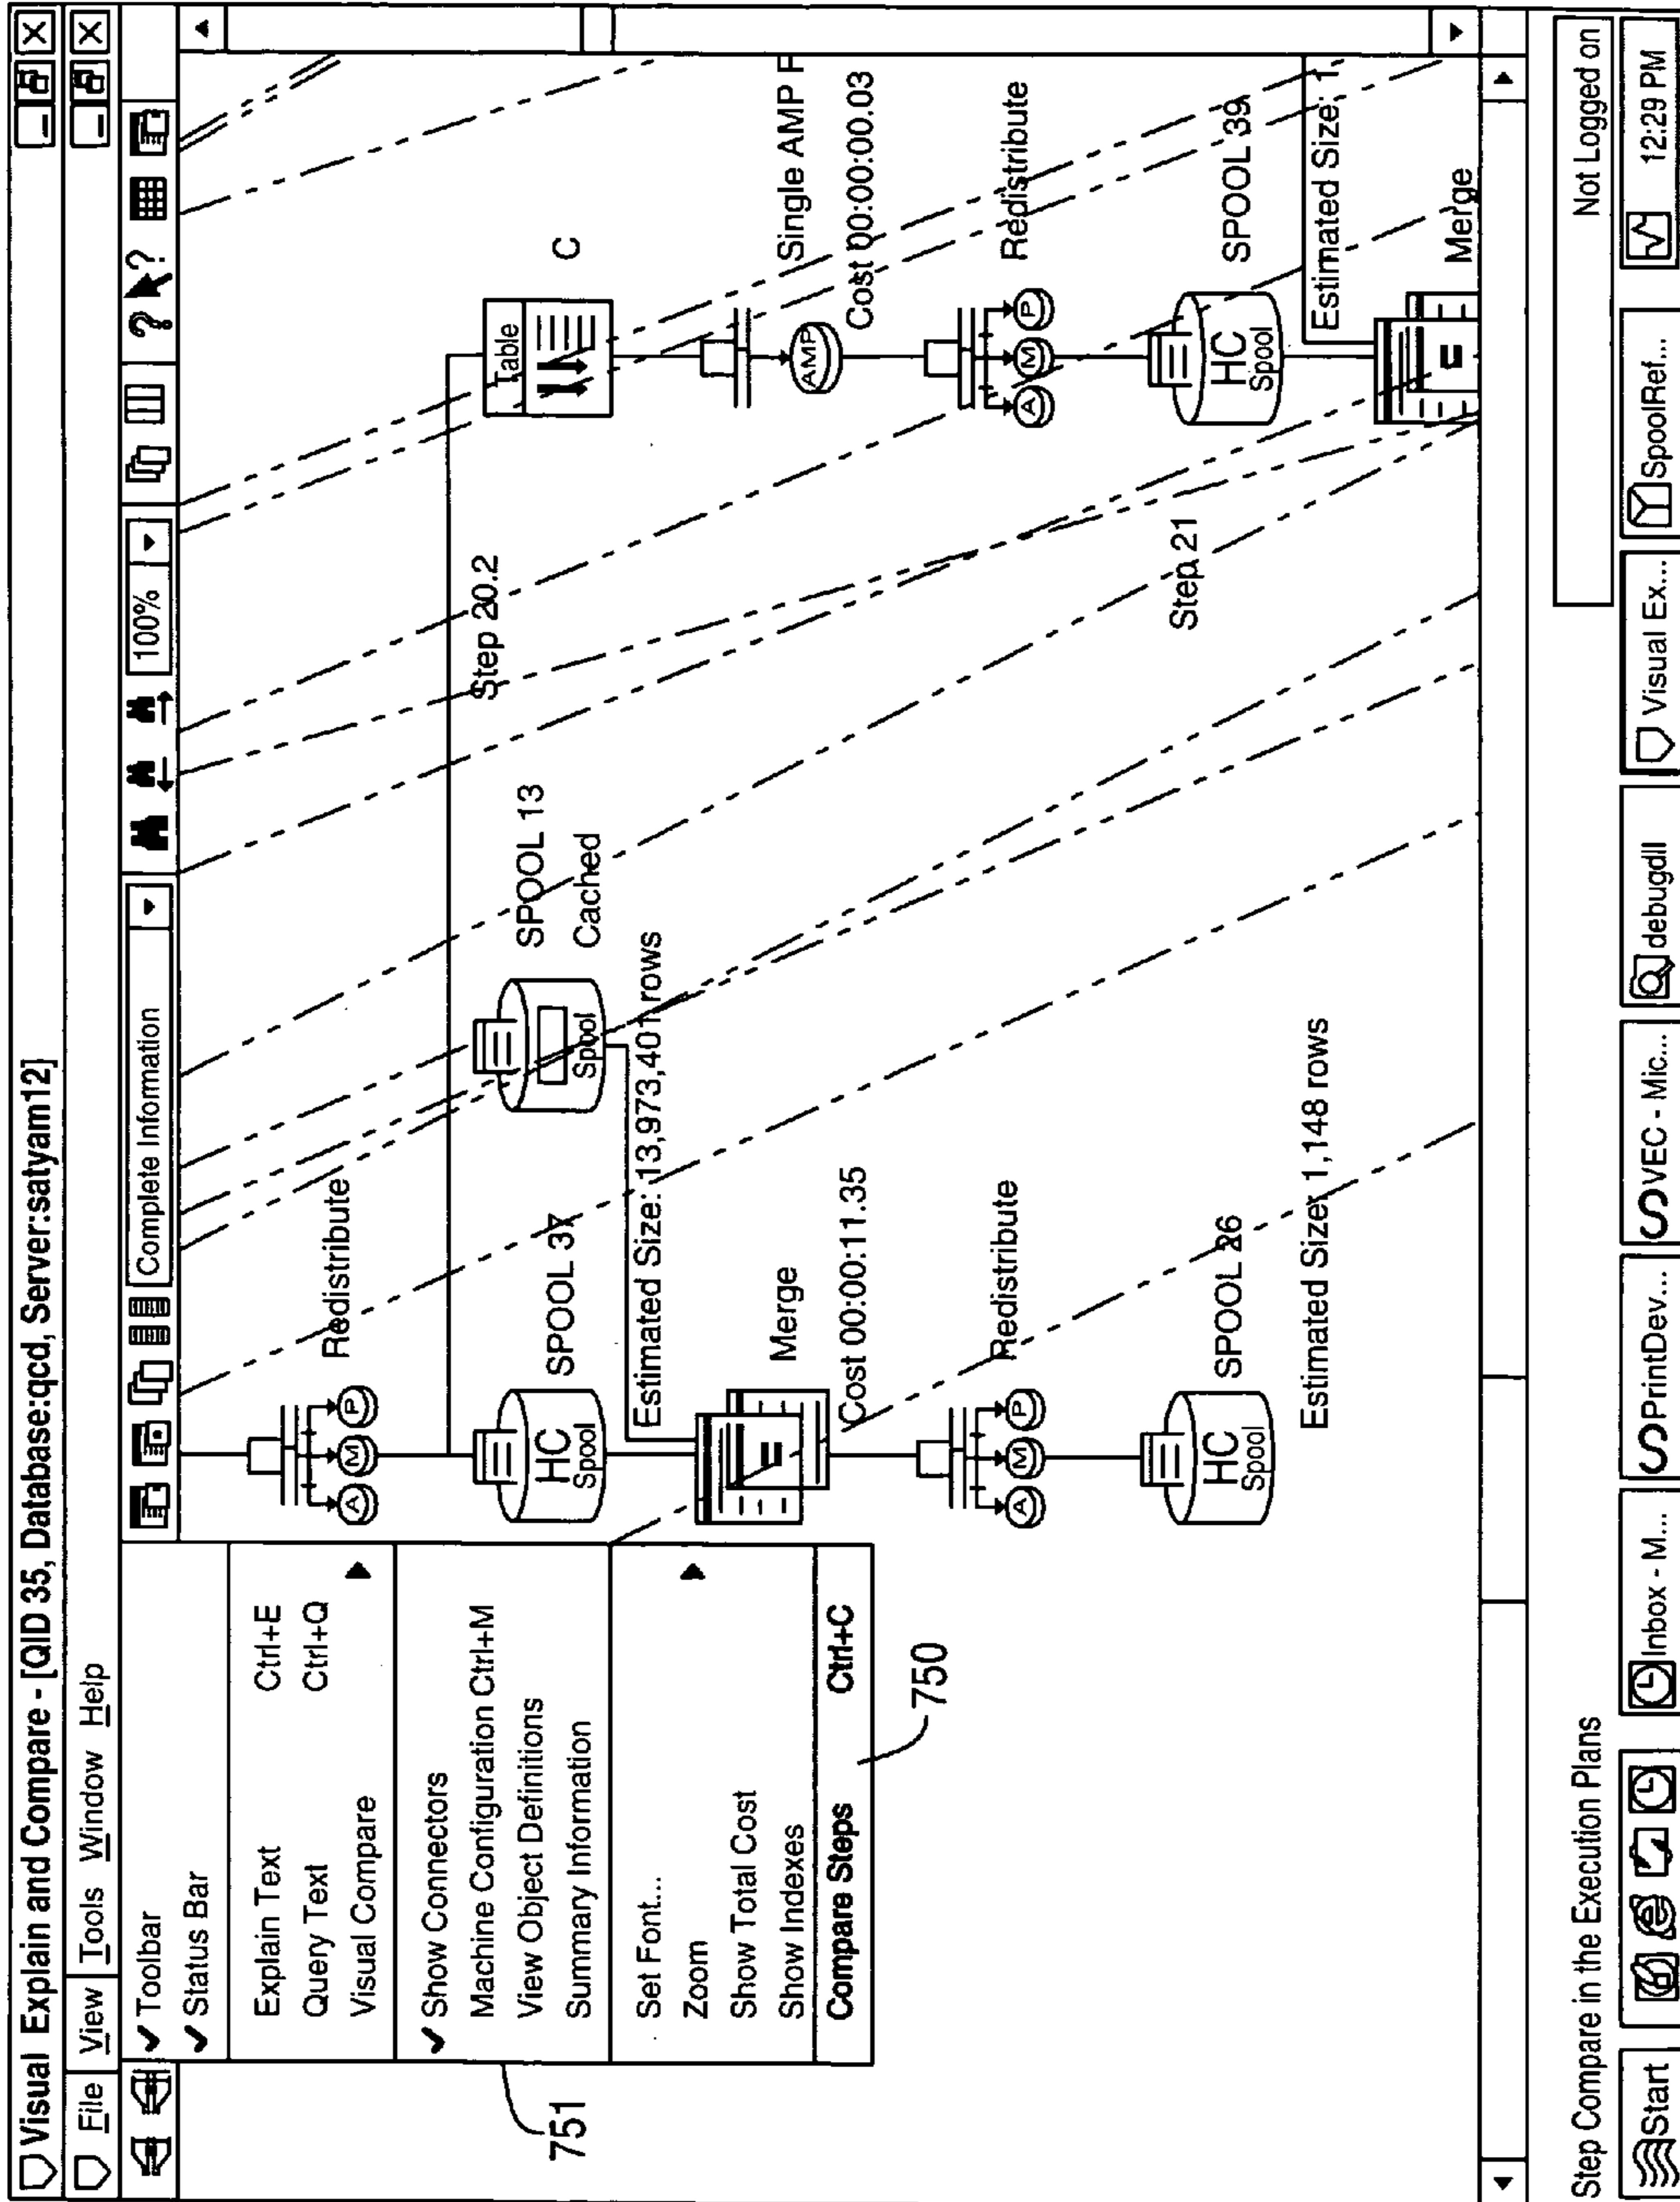 Visual Explain and Compare - [QID 35, Database:qcd, Server:satyam12]
File View Tools Window Help
Complete Information
100%
?
?
✓ Toolbar
✓ Status Bar
Explain Text Ctrl+E
Query Text Ctrl+Q
Visual Compare
✓ Show Connectors
Machine Configuration Ctrl+M
View Object Definitions
Summary Information
Set Font...
Zoom
Show Total Cost
Show Indexes
Compare Steps Ctrl+C
751
750
Redistribute
A M P
SPOOL 37
HC
Spool
Estimated Size: 13,973,401 rows
Merge
=
Cost 00:00:11.35
Redistribute
A M P
SPOOL 26
HC
Spool
Estimated Size: 1,148 rows
SPOOL 13
Cached
Spool
Step 20.2
Table
C
AMP
Single AMP
Cost 00:00:00.03
Redistribute
A M P
Step 21
SPOOL 39
HC
Spool
Estimated Size: 1
Merge
=
Step Compare in the Execution Plans
Not Logged on
Start
Inbox - M...
PrintDev...
VEC - Mic...
debugdll
Visual Ex...
SpoolRef...
12:29 PM